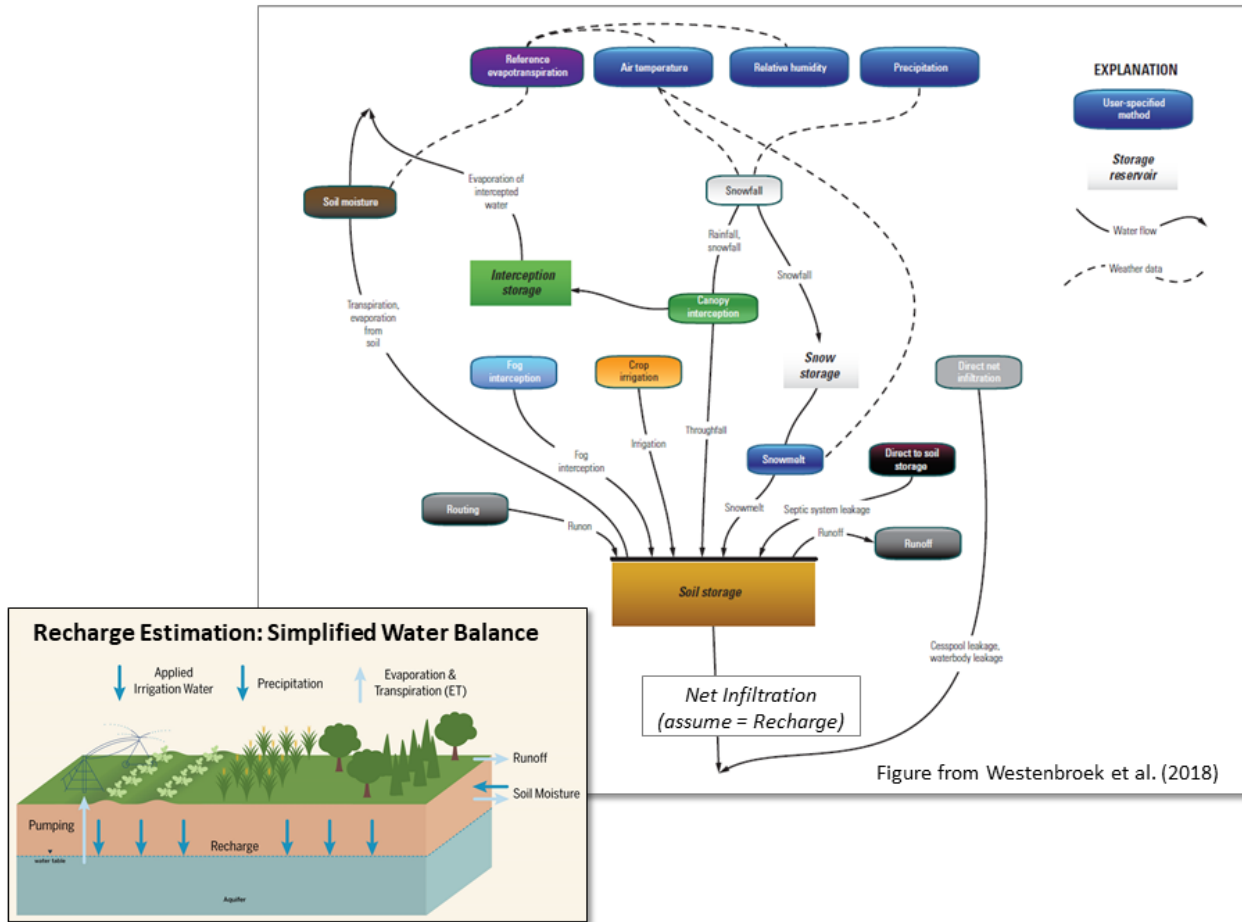 Reference
evapotranspiration
Air temperature
Relative humidity
Precipitation
EXPLANATION
User-specified
method
Storage
reservoir
Water flow
Weather data
Evaporation of
intercepted
water
Soil moisture
Snowfall
Rainfall,
snowfall
Snowfall
Interception
storage
Canopy
interception
Transpiration,
evaporation
from
soil
Snow
storage
Fog
interception
Crop
irrigation
Direct net
infiltration
Throughfall
Irrigation
Fog
interception
Snowmelt
Direct to soil
storage
Routing
Runon
Snowmelt
Septic system leakage
Runoff
Runoff
Soil storage
Cesspool leakage,
waterbody leakage
Net Infiltration
(assume = Recharge)
Figure from Westenbroek et al. (2018)
Recharge Estimation: Simplified Water Balance
Applied
Irrigation Water
Precipitation
Evaporation &
Transpiration (ET)
Runoff
Soil Moisture
Pumping
Recharge
water table
Aquifer